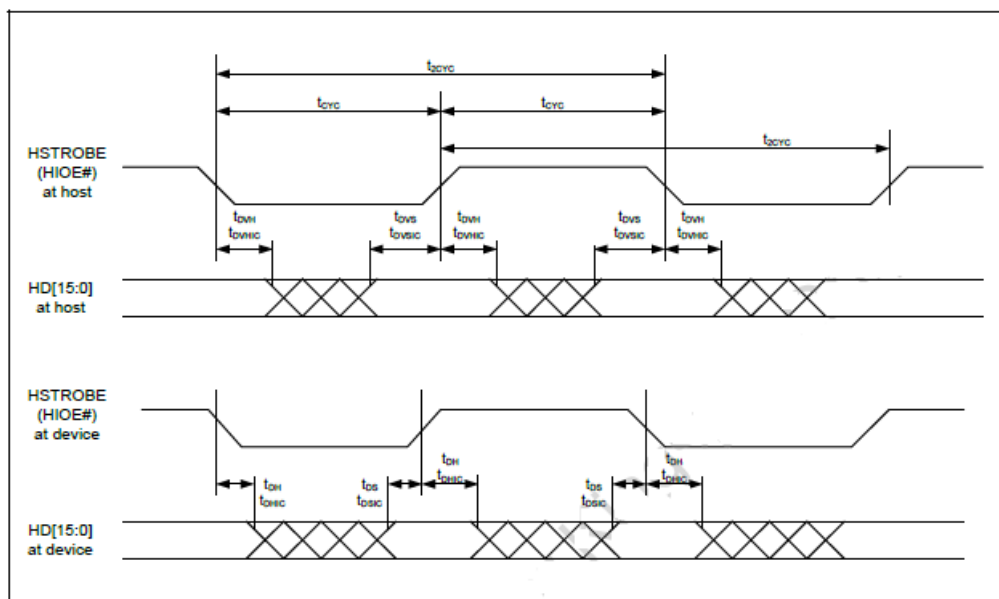 t2CYC
tCYC tCYC
t2CYC
HSTROBE
(HIOE#)
at host
tDVH
tDVHIC
tDVS
tDVSIC
tDVH
tDVHIC
tDVS
tDVSIC
tDVH
tDVHIC
HD[15:0]
at host
HSTROBE
(HIOE#)
at device
tDH
tDHIC
tDS
tDSIC
tDH
tDHIC
tDS
tDSIC
tDH
tDHIC
HD[15:0]
at device